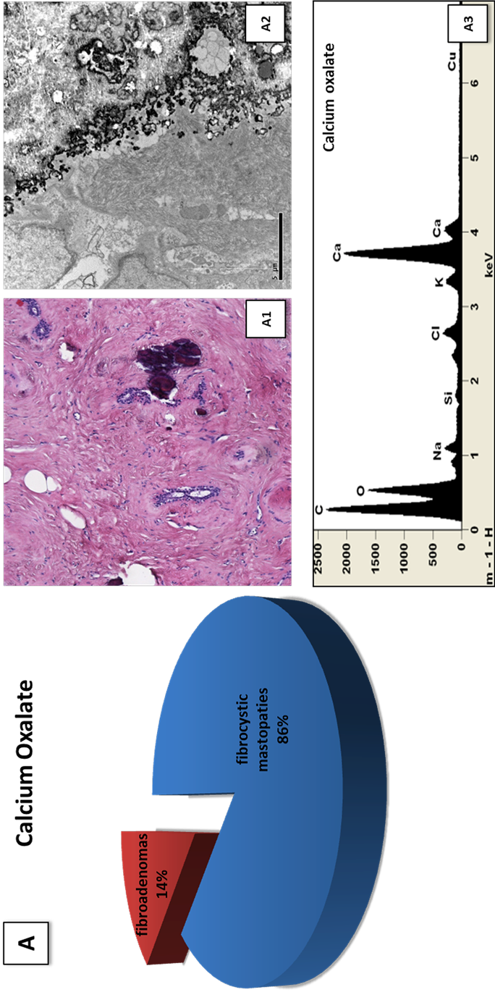 A
Calcium Oxalate
fibroadenomas
14%
fibrocystic
mastopaties
86%
A1
A2
5 µm
A3
Calcium oxalate
2500
2000
1500
1000
500
0
C
O
Na
Si
Cl
K
Ca
Ca
Cu
0
1
2
3
4
5
6
m - 1 - H
keV